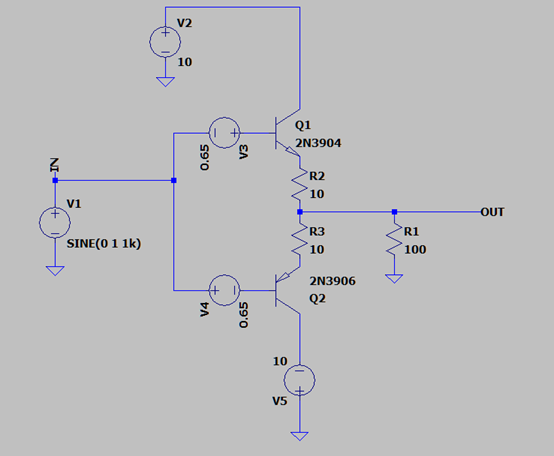 V2
+
−
10
Q1
2N3904
− +
0.65
V3
IN
R2
10
V1
+
−
SINE(0 1 1k)
OUT
R3
10
R1
100
+ −
V4
0.65
2N3906
Q2
10
−
+
V5